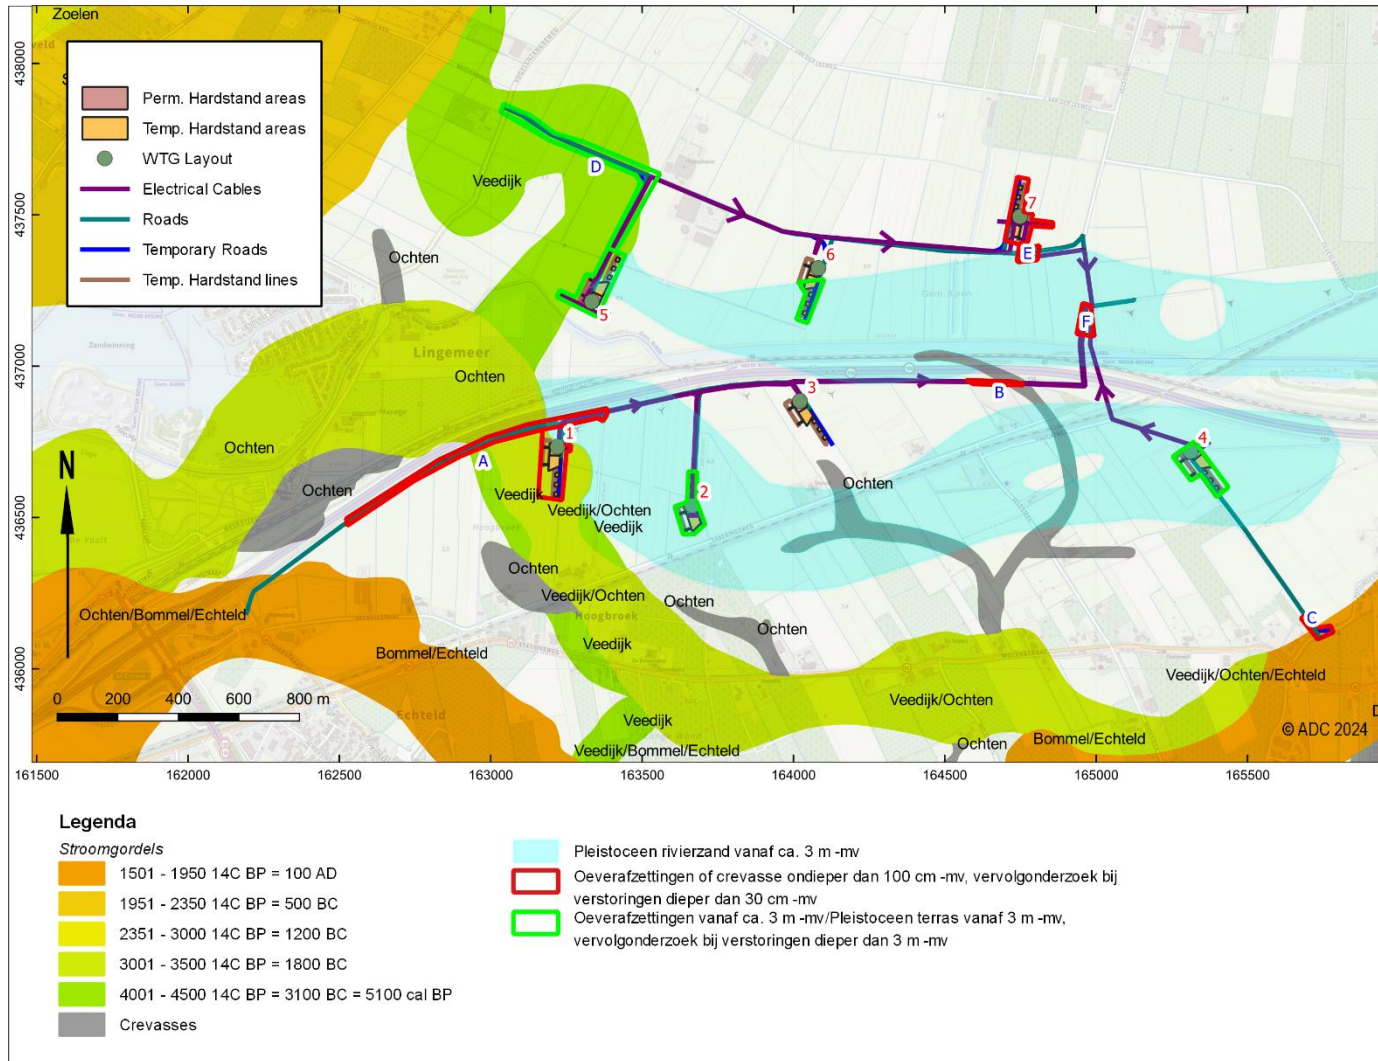 Zoelen
438000
437500
437000
436500
436000
Perm. Hardstand areas
Temp. Hardstand areas
WTG Layout
Electrical Cables
Roads
Temporary Roads
Temp. Hardstand lines
D
Veedijk
7
Ochten
E
6
5
F
Lingemeer
Ochten
3
B
1
Ochten
A
4
N
Ochten
Veedijk
2
Ochten
Veedijk/Ochten
Veedijk
Ochten
Veedijk/Ochten
Ochten
Ochten/Bommel/Echteld
Hoogbroek
Ochten
C
Veedijk
Bommel/Echteld
Veedijk/Ochten/Echteld
0 200 400 600 800 m
Veedijk/Ochten
Echteld
Veedijk
D
Veedijk/Bommel/Echteld
Ochten
Bommel/Echteld
© ADC 2024
161500 162000 162500 163000 163500 164000 164500 165000 165500
Legenda
Stroomgordels
1501 - 1950 14C BP = 100 AD
1951 - 2350 14C BP = 500 BC
2351 - 3000 14C BP = 1200 BC
3001 - 3500 14C BP = 1800 BC
4001 - 4500 14C BP = 3100 BC = 5100 cal BP
Crevasses
Pleistoceen rivierzand vanaf ca. 3 m -mv
Oeverafzettingen of crevasse ondieper dan 100 cm -mv, vervolgonderzoek bij
verstoringen dieper dan 30 cm -mv
Oeverafzettingen vanaf ca. 3 m -mv/Pleistoceen terras vanaf 3 m -mv,
vervolgonderzoek bij verstoringen dieper dan 3 m -mv